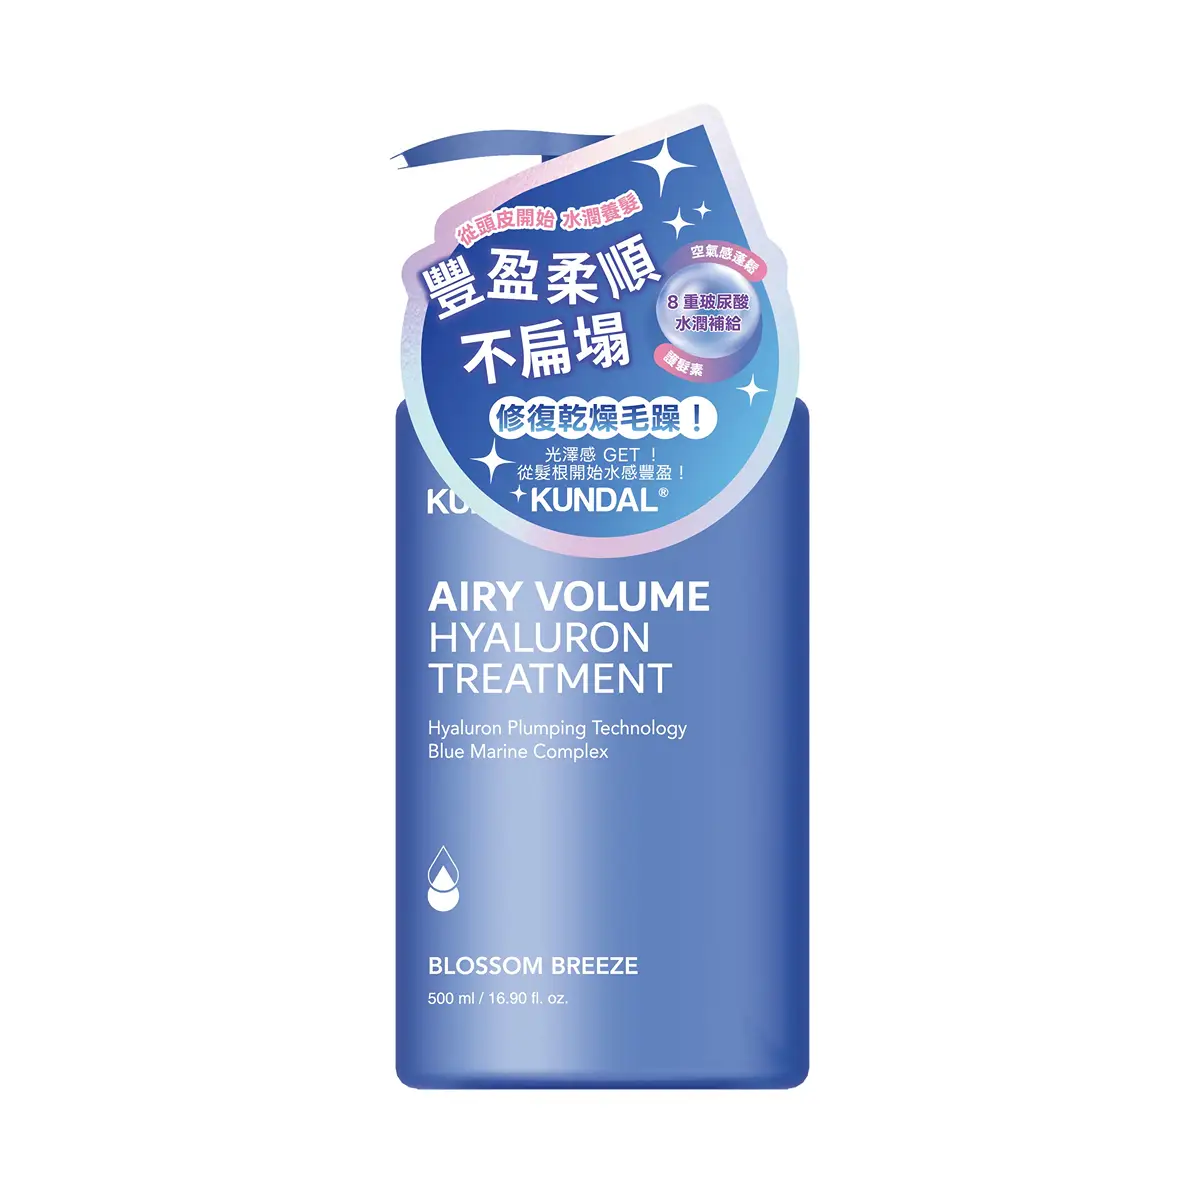 從頭皮開始 水潤養髮
豐盈柔順
不扁塌
空氣感蓬鬆
8 重玻尿酸
水潤補給
護髮素
修復乾燥毛躁！
光澤感 GET ！
從髮根開始水感豐盈！
KUNDAL®
AIRY VOLUME
HYALURON
TREATMENT
Hyaluron Plumping Technology
Blue Marine Complex
BLOSSOM BREEZE
500 ml / 16.90 fl. oz.